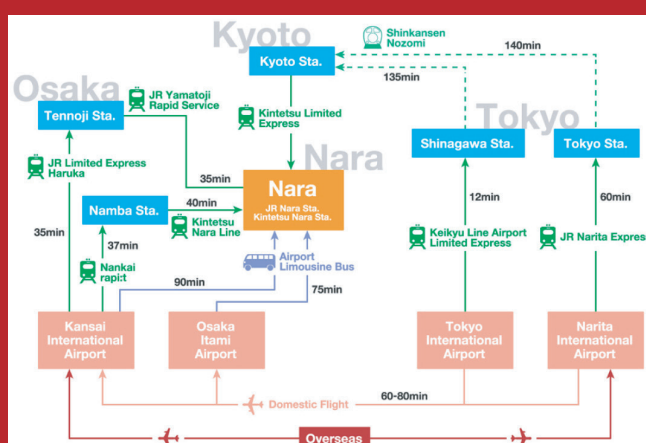 Kyoto
Shinkansen
Nozomi
140min
Kyoto Sta.
135min
Osaka
JR Yamatoji
Rapid Service
Tennoji Sta.
Kintetsu Limited
Express
Tokyo
Shinagawa Sta.
Tokyo Sta.
Nara
JR Limited Express
Haruka
35min
Nara
JR Nara Sta.
Kintetsu Nara Sta.
12min
60min
Namba Sta.
40min
Kintetsu
Nara Line
35min
37min
Keikyu Line Airport
Limited Express
JR Narita Expres
Airport
Limousine Bus
Nankai
rapi:t
90min
75min
Kansai
International
Airport
Osaka
Itami
Airport
Tokyo
International
Airport
Narita
International
Airport
Domestic Flight
60-80min
Overseas